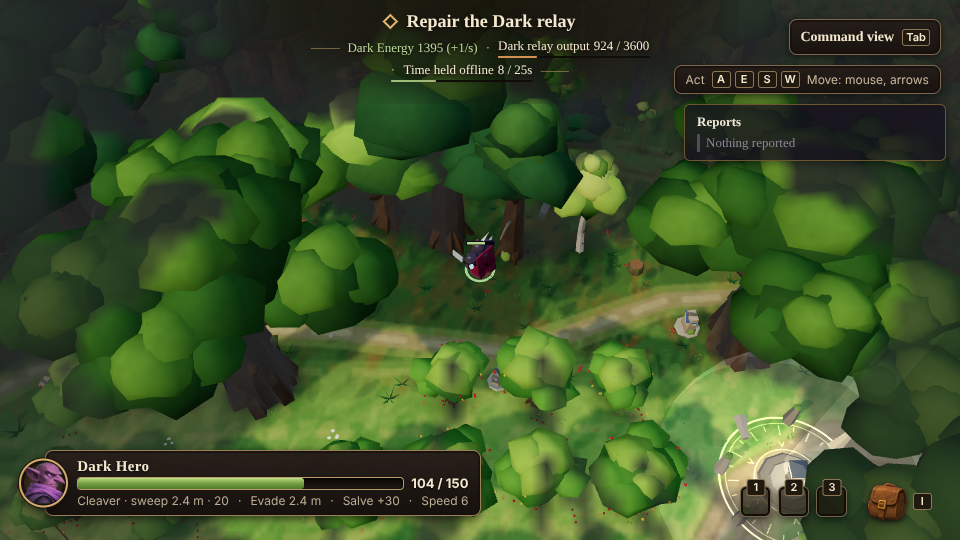 Repair the Dark relay
Dark Energy 1395 (+1/s) · Dark relay output 924 / 3600
· Time held offline 8 / 25s
Command view Tab
Act A E S W Move: mouse, arrows
Reports
Nothing reported
Dark Hero
104 / 150
Cleaver · sweep 2.4 m · 20 · Evade 2.4 m · Salve +30 · Speed 6
1 2 3
I